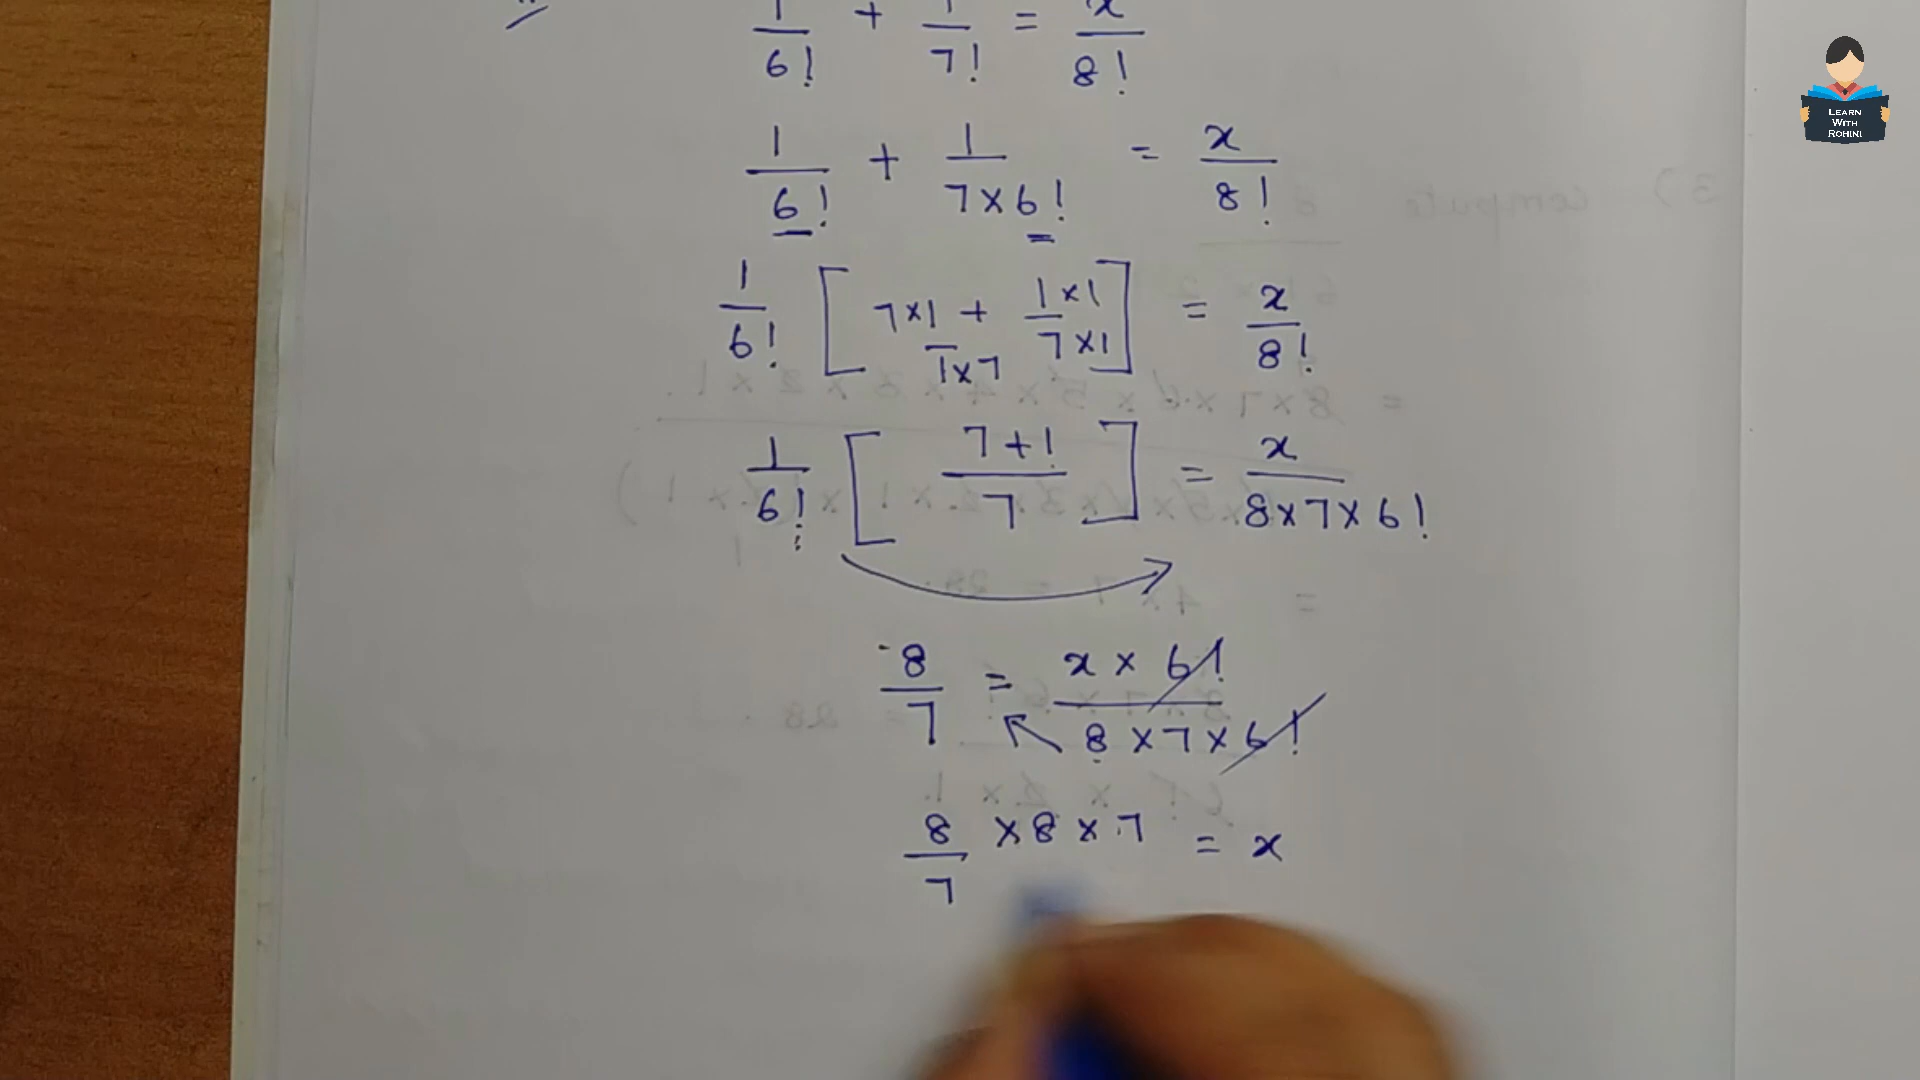 1/6! + 1/7! = x/8!
1/6! + 1/7×6! = x/8!
1/6! [ 7×1/1×7 + 1×1/7×1 ] = x/8!
1/6! [ 7+1/7 ] = x/8×7×6!
8/7 = x × 6!/8×7×6!
8/7 ×8×7 = x
LEARN
WITH
ROHINI
3) Compute